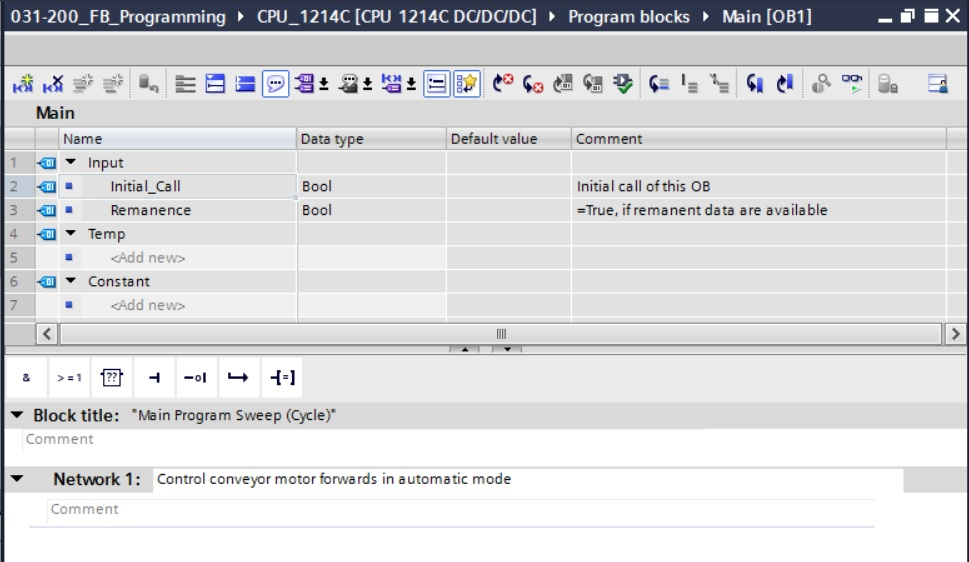 031-200_FB_Programming ▸ CPU_1214C [CPU 1214C DC/DC/DC] ▸ Program blocks ▸ Main [OB1]
Main
Name Data type Default value Comment
1 Input
2 Initial_Call Bool Initial call of this OB
3 Remanence Bool =True, if remanent data are available
4 Temp
5 <Add new>
6 Constant
7 <Add new>
& >=1 ??
Block title: "Main Program Sweep (Cycle)"
Comment
Network 1: Control conveyor motor forwards in automatic mode
Comment